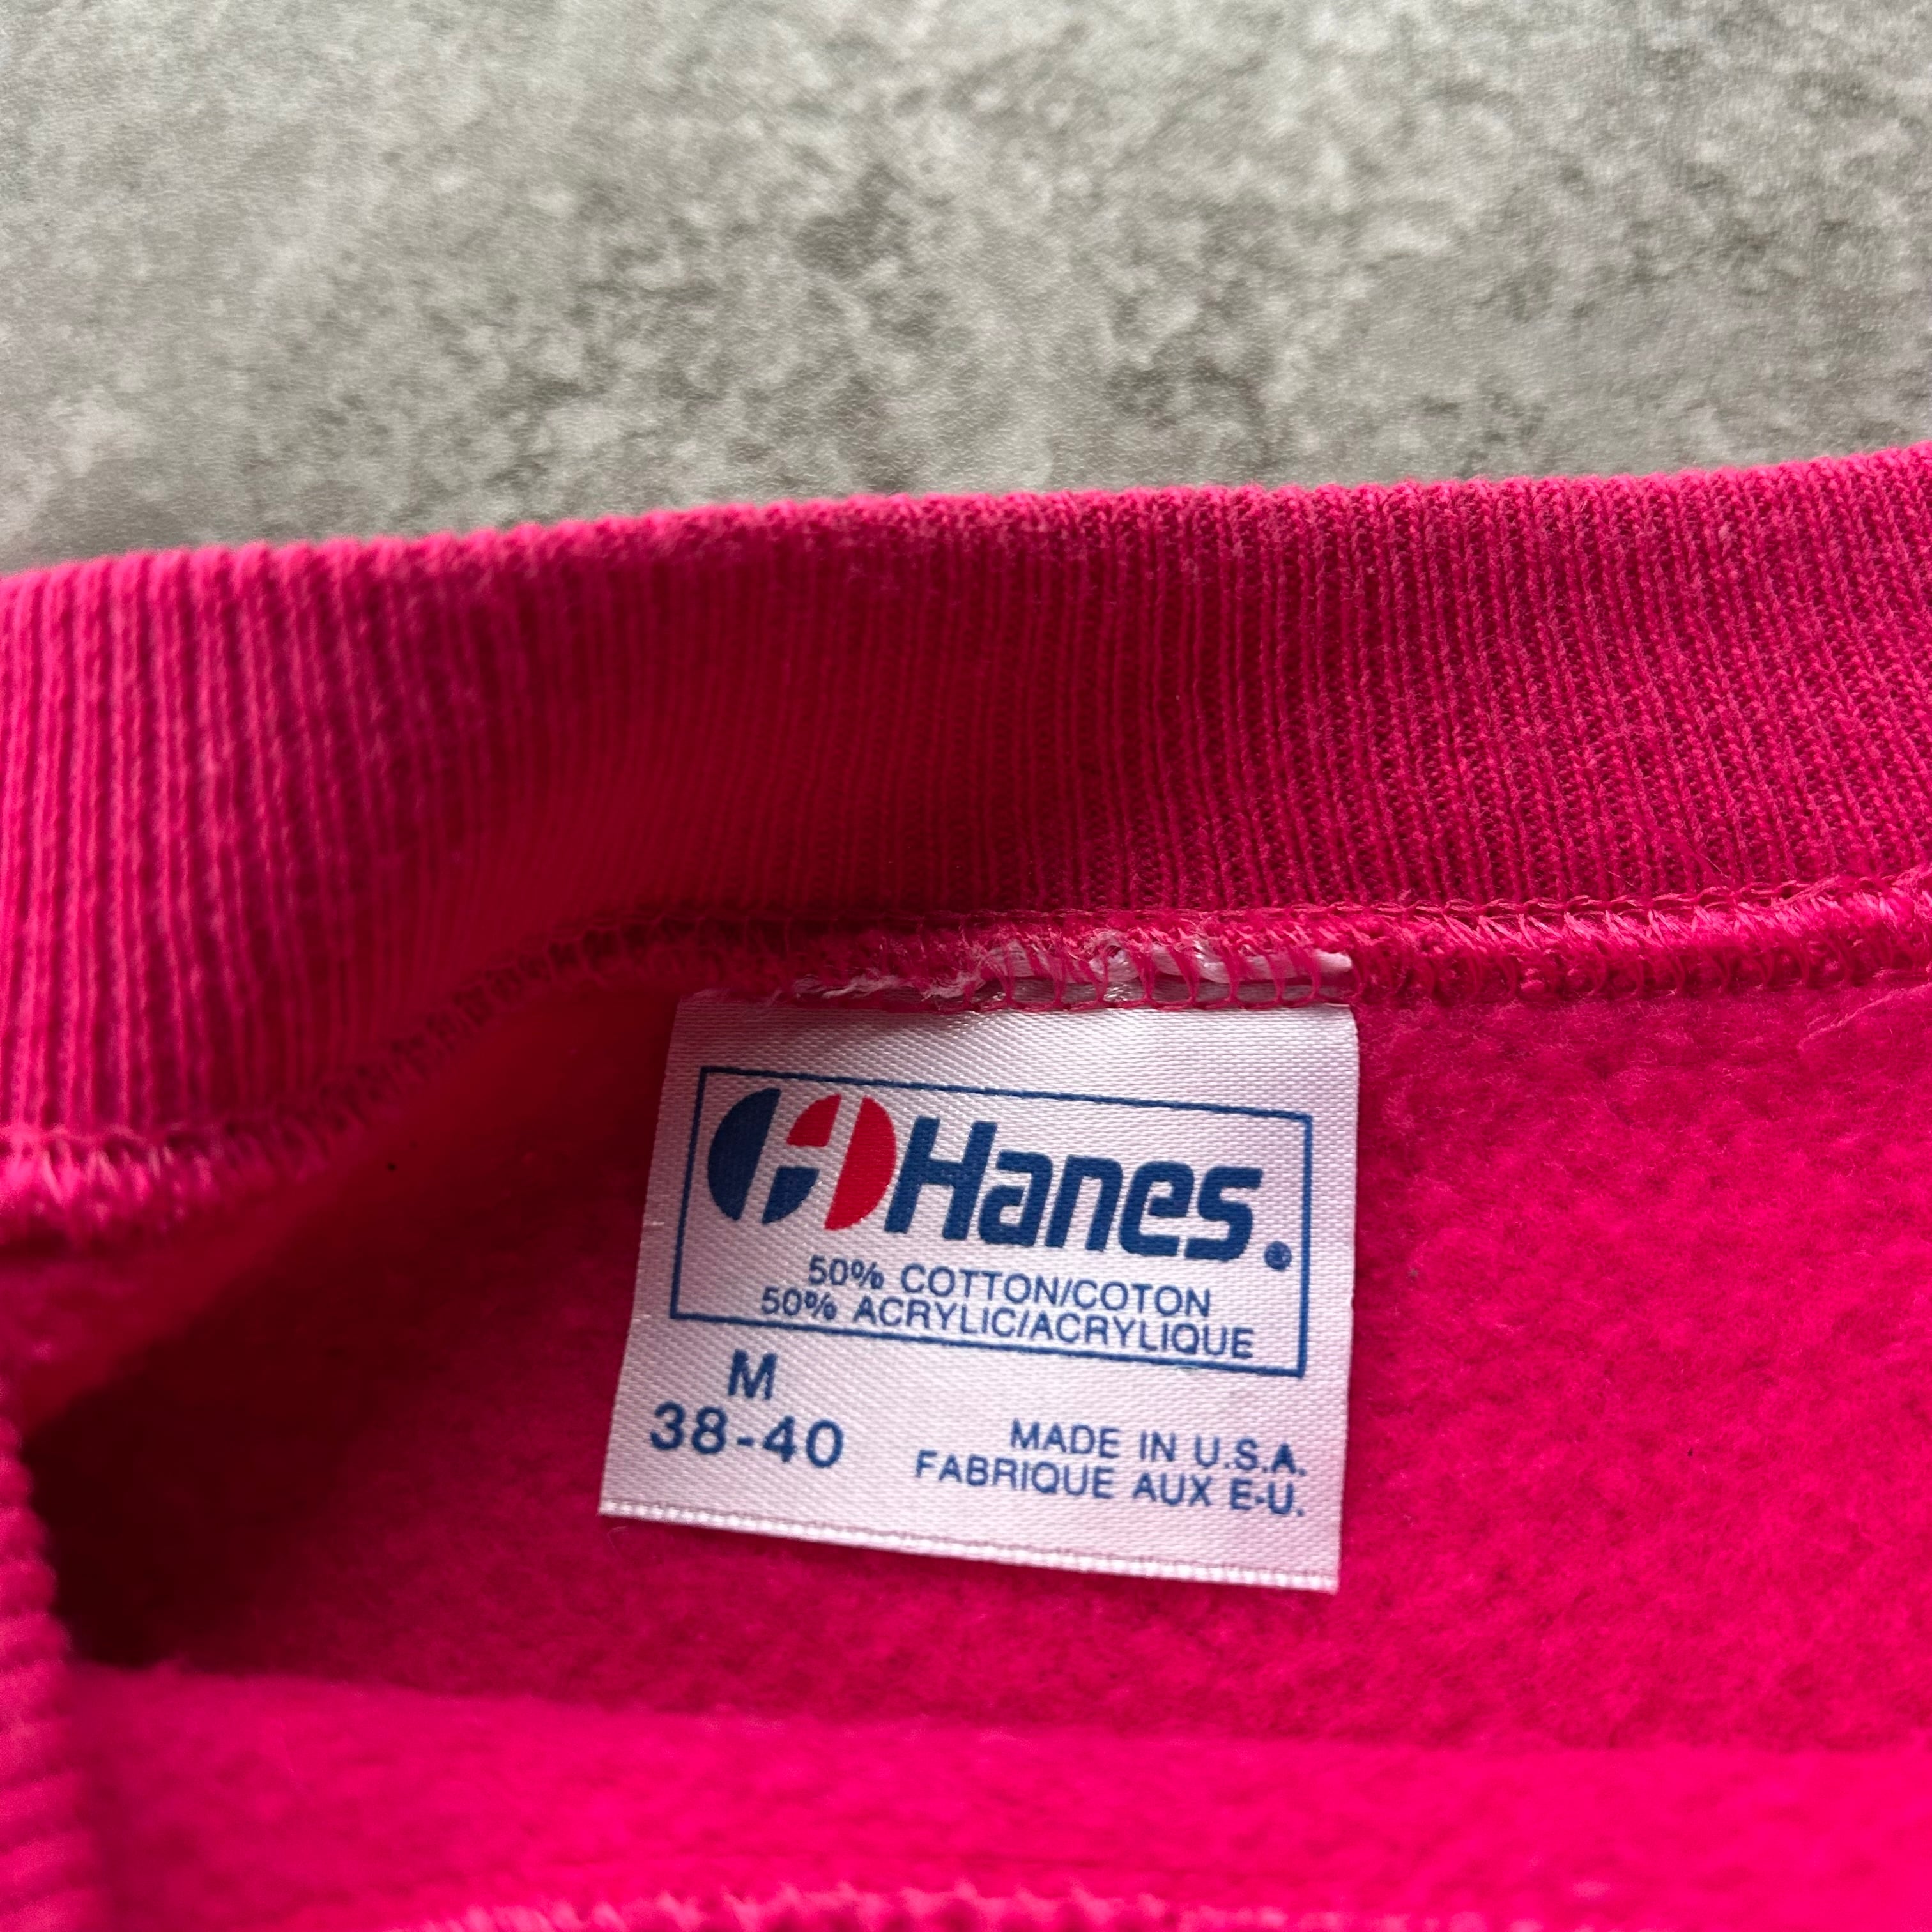 Hanes®
50% COTTON/COTON
50% ACRYLIC/ACRYLIQUE
M
38-40
MADE IN U.S.A.
FABRIQUE AUX E-U.